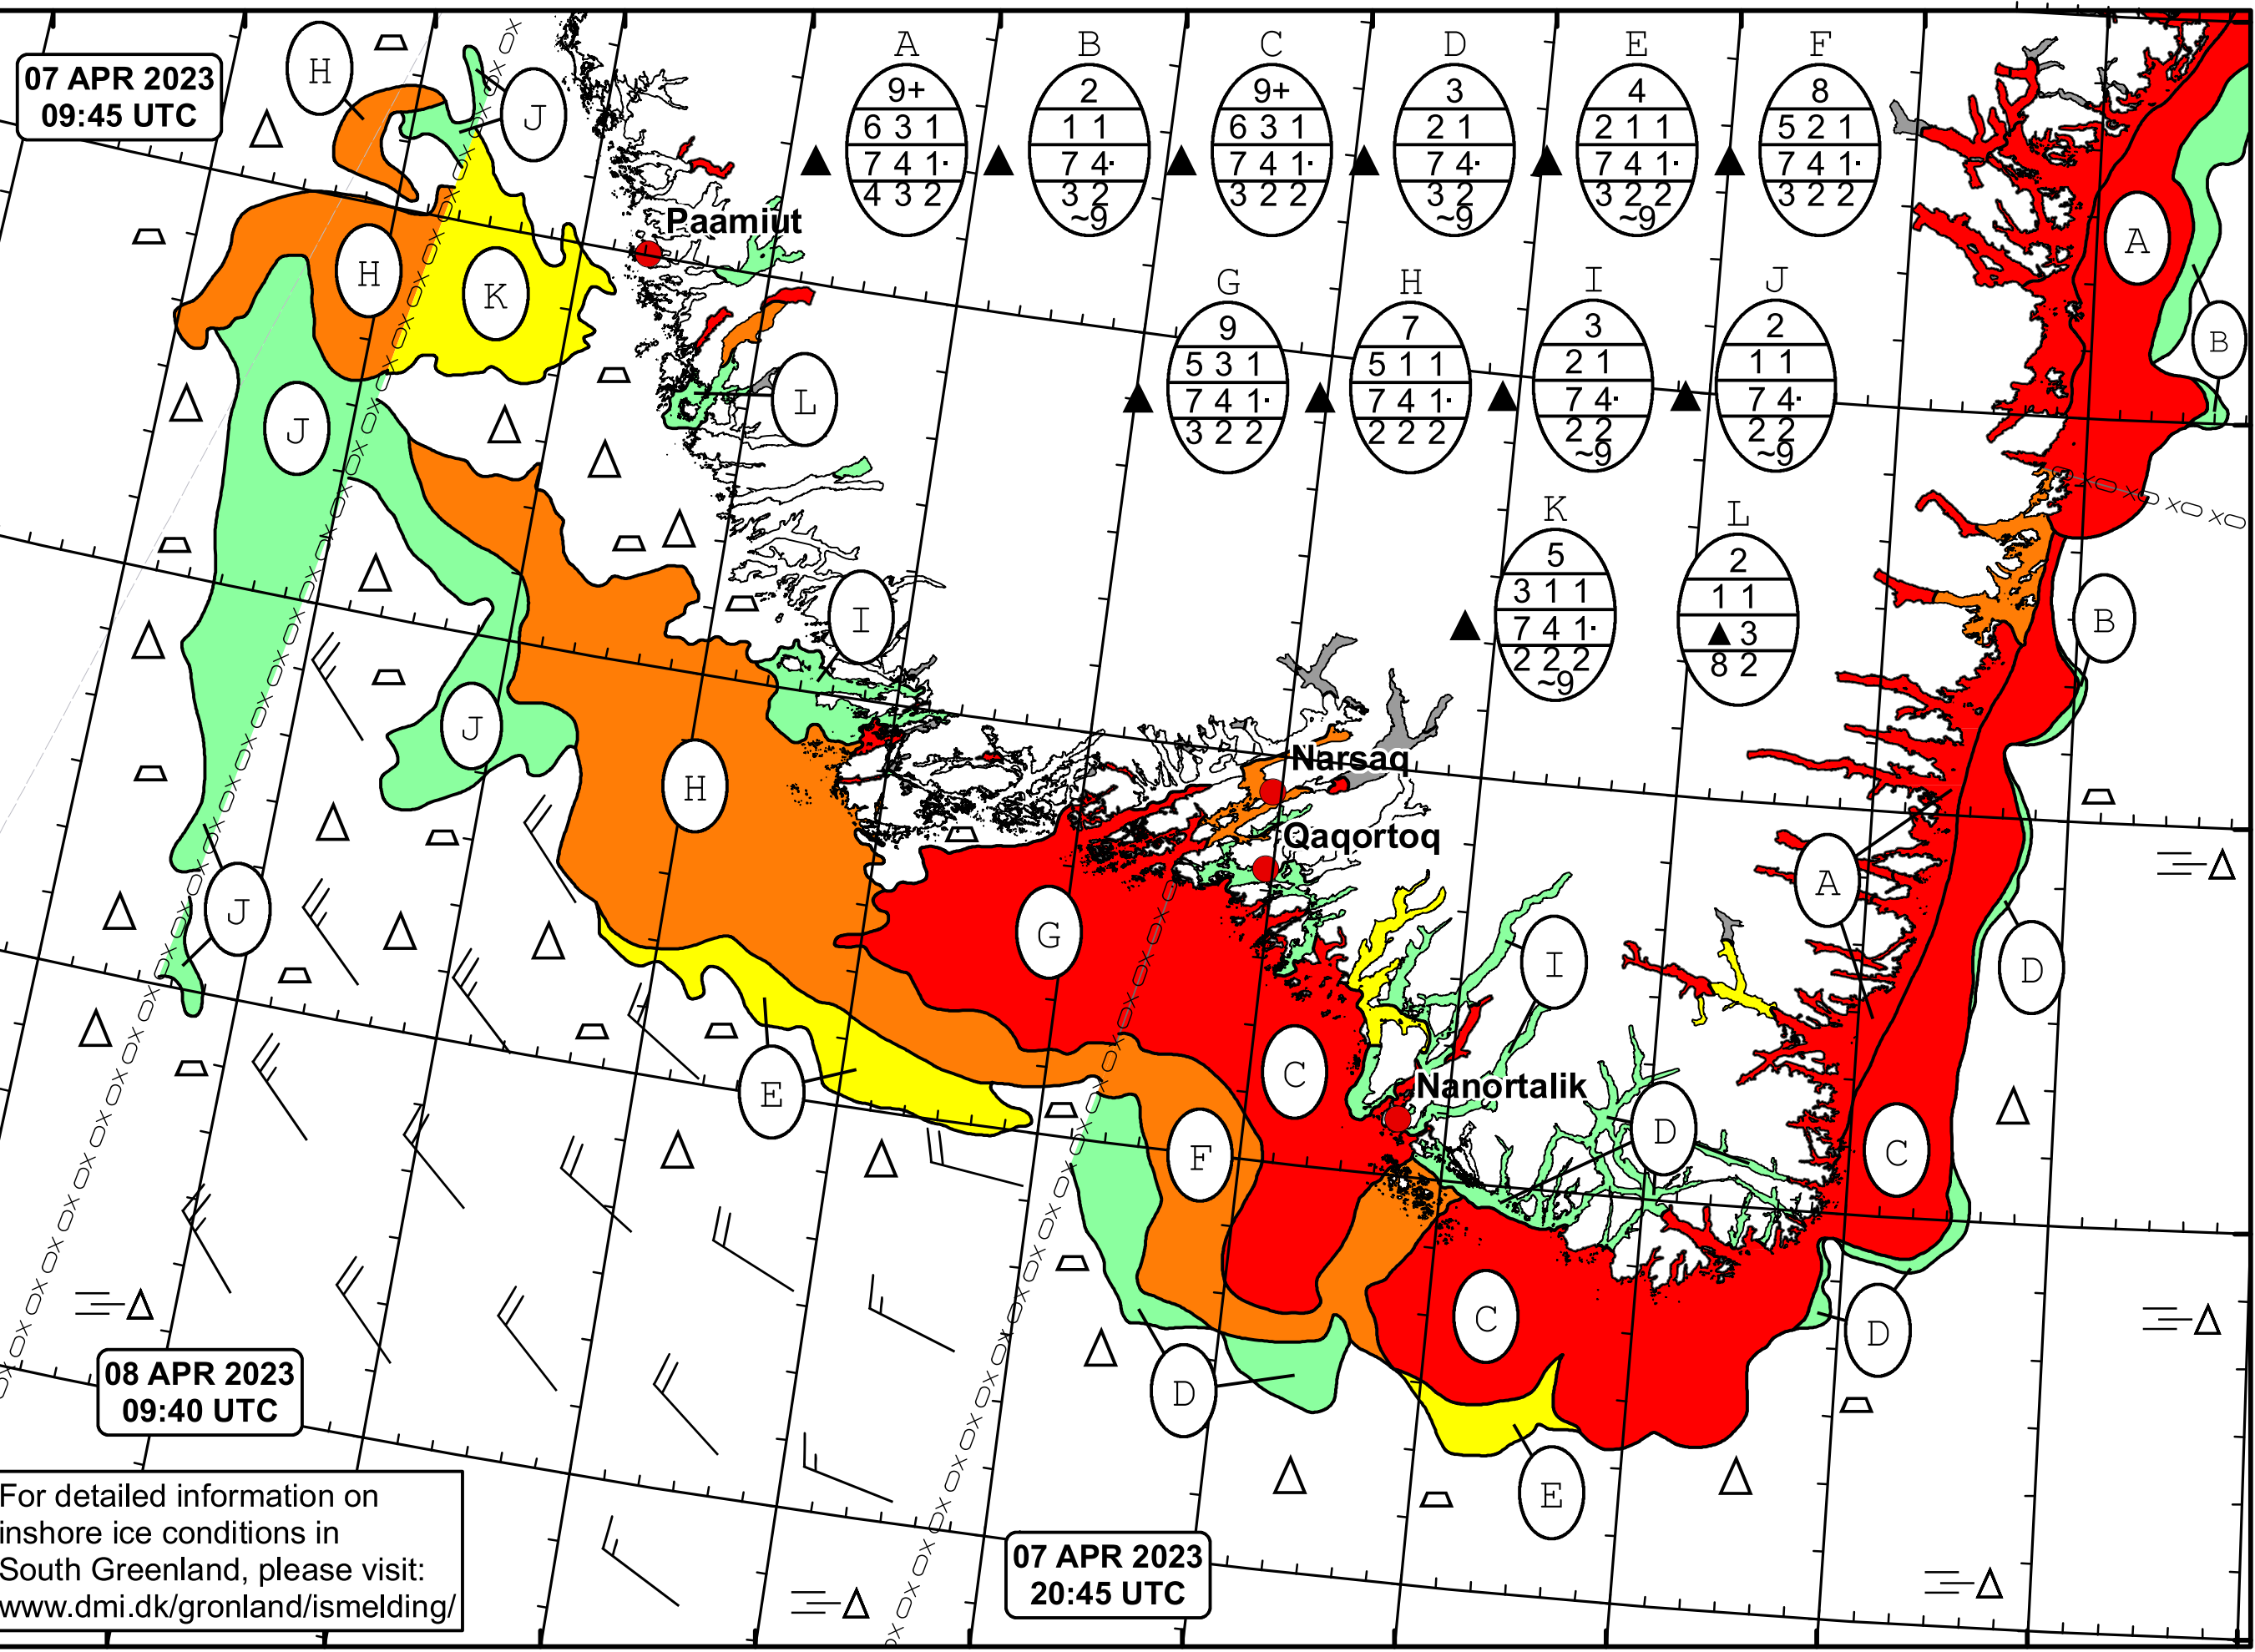 07 APR 2023
09:45 UTC
H
J
A
9+
6 3 1
7 4 1·
4 3 2
B
2
1 1
7 4·
3 2
~9
C
9+
6 3 1
7 4 1·
3 2 2
D
3
2 1
7 4·
3 2
~9
E
4
2 1 1
7 4 1·
3 2 2
~9
F
8
5 2 1
7 4 1·
3 2 2
G
9
5 3 1
7 4 1·
3 2 2
H
7
5 1 1
7 4 1·
2 2 2
I
3
2 1
7 4·
2 2
~9
J
2
1 1
7 4·
2 2
~9
K
5
3 1 1
7 4 1·
2 2 2
~9
L
2
1 1
▲ 3
8 2
Paamiut
A
H
K
B
L
J
I
B
J
H
Narsaq
Qaqortoq
A
J
G
I
D
C
E
Nanortalik
D
F
C
C
D
D
E
08 APR 2023
09:40 UTC
For detailed information on
inshore ice conditions in
South Greenland, please visit:
www.dmi.dk/gronland/ismelding/
07 APR 2023
20:45 UTC